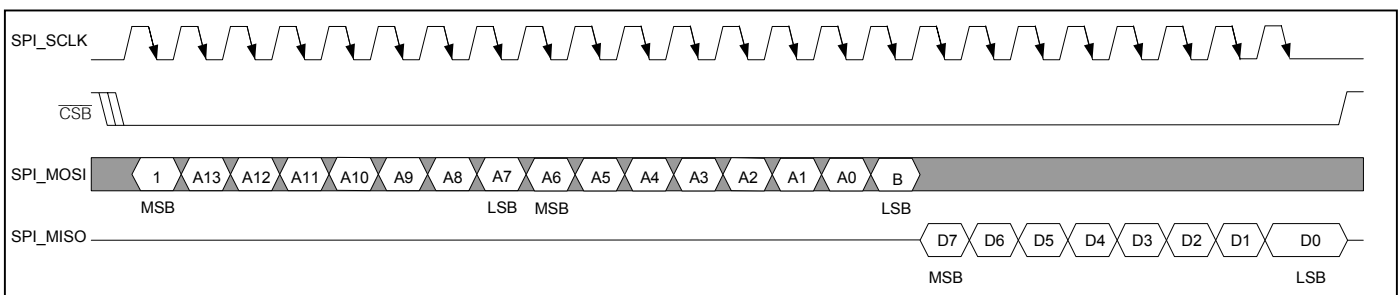 SPI_SCLK
CSB
SPI_MOSI 1 A13 A12 A11 A10 A9 A8 A7 A6 A5 A4 A3 A2 A1 A0 B
MSB LSB MSB LSB
SPI_MISO D7 D6 D5 D4 D3 D2 D1 D0
MSB LSB